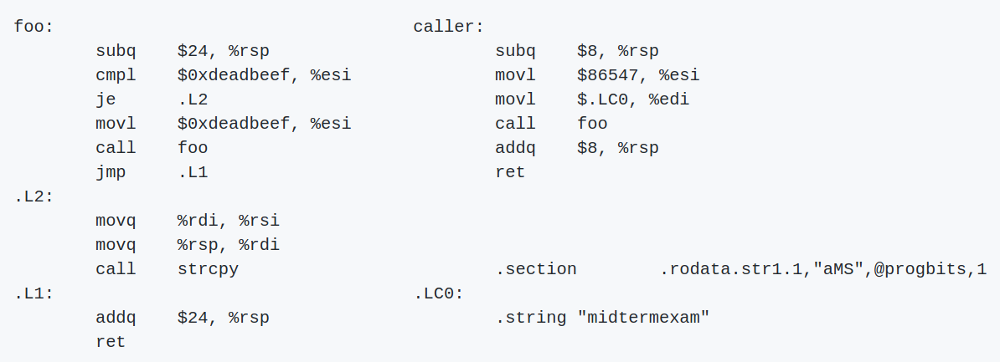 foo:
        subq    $24, %rsp
        cmpl    $0xdeadbeef, %esi
        je      .L2
        movl    $0xdeadbeef, %esi
        call    foo
        jmp     .L1
.L2:
        movq    %rdi, %rsi
        movq    %rsp, %rdi
        call    strcpy
.L1:
        addq    $24, %rsp
        ret
caller:
        subq    $8, %rsp
        movl    $86547, %esi
        movl    $.LC0, %edi
        call    foo
        addq    $8, %rsp
        ret
        .section        .rodata.str1.1,"aMS",@progbits,1
.LC0:
        .string "midtermexam"